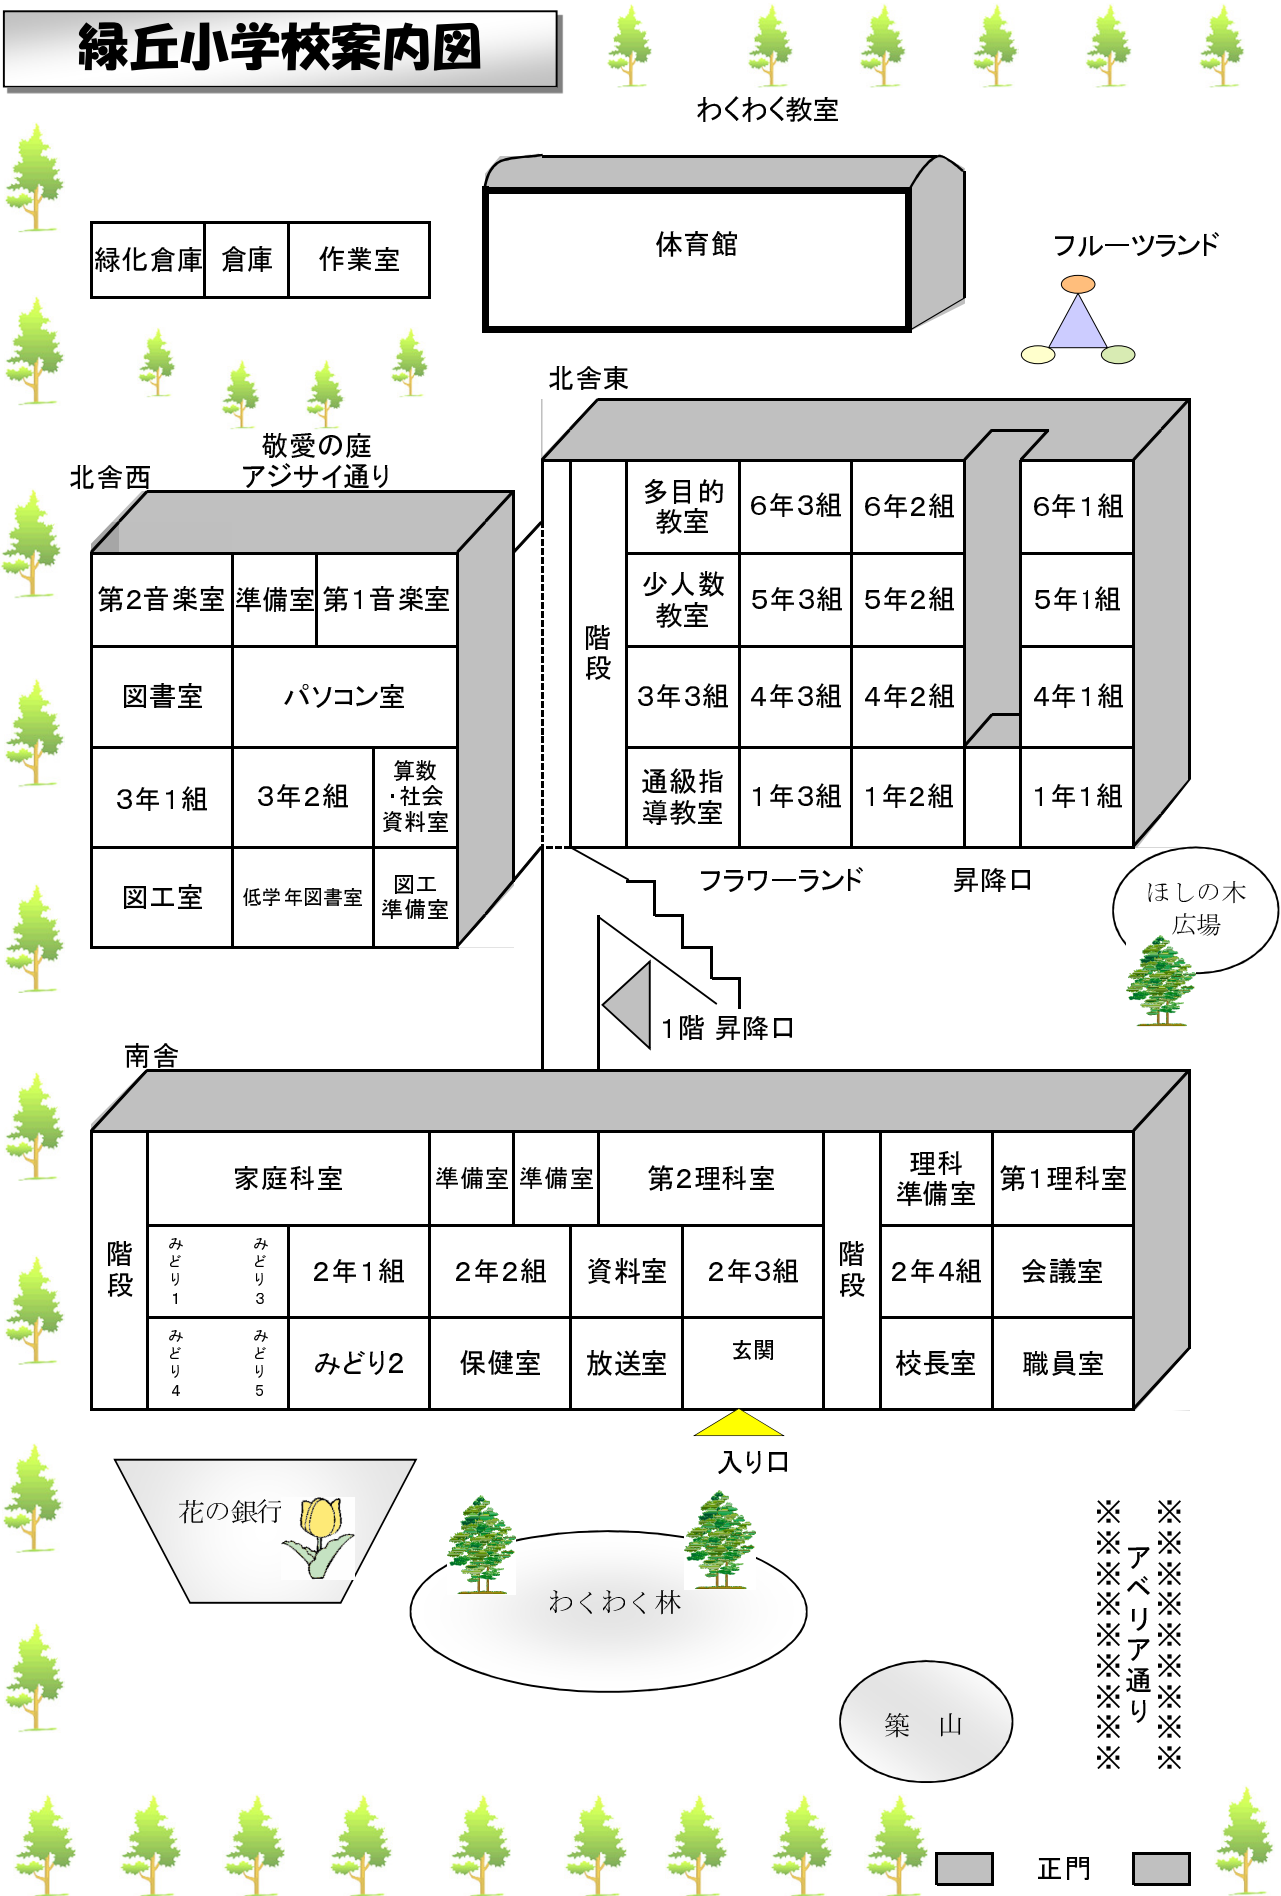 緑丘小学校案内図
わくわく教室
体育館
緑化倉庫
倉庫
作業室
フルーツランド
敬愛の庭
アジサイ通り
北舎西
第2音楽室
準備室
第1音楽室
図書室
パソコン室
3年1組
3年2組
算数
・社会
資料室
図工室
低学年図書室
図工
準備室
北舎東
階段
多目的
教室
6年3組
6年2組
6年1組
少人数
教室
5年3組
5年2組
5年1組
3年3組
4年3組
4年2組
4年1組
通級指
導教室
1年3組
1年2組
1年1組
フラワーランド
昇降口
ほしの木
広場
1階 昇降口
南舎
階段
家庭科室
準備室
準備室
第2理科室
階段
理科
準備室
第1理科室
みどり1
みどり3
2年1組
2年2組
資料室
2年3組
2年4組
会議室
みどり4
みどり5
みどり2
保健室
放送室
玄関
校長室
職員室
入り口
花の銀行
わくわく林
築　山
※※※※※※※※※
アベリア通り
※※※※※※※※※
正門